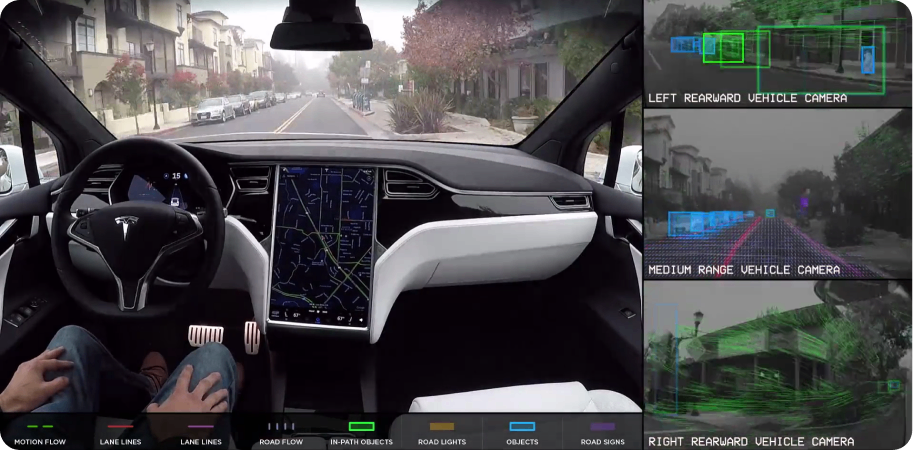 15
LEFT REARWARD VEHICLE CAMERA
MEDIUM RANGE VEHICLE CAMERA
RIGHT REARWARD VEHICLE CAMERA
MOTION FLOW
LANE LINES
LANE LINES
ROAD FLOW
IN-PATH OBJECTS
ROAD LIGHTS
OBJECTS
ROAD SIGNS